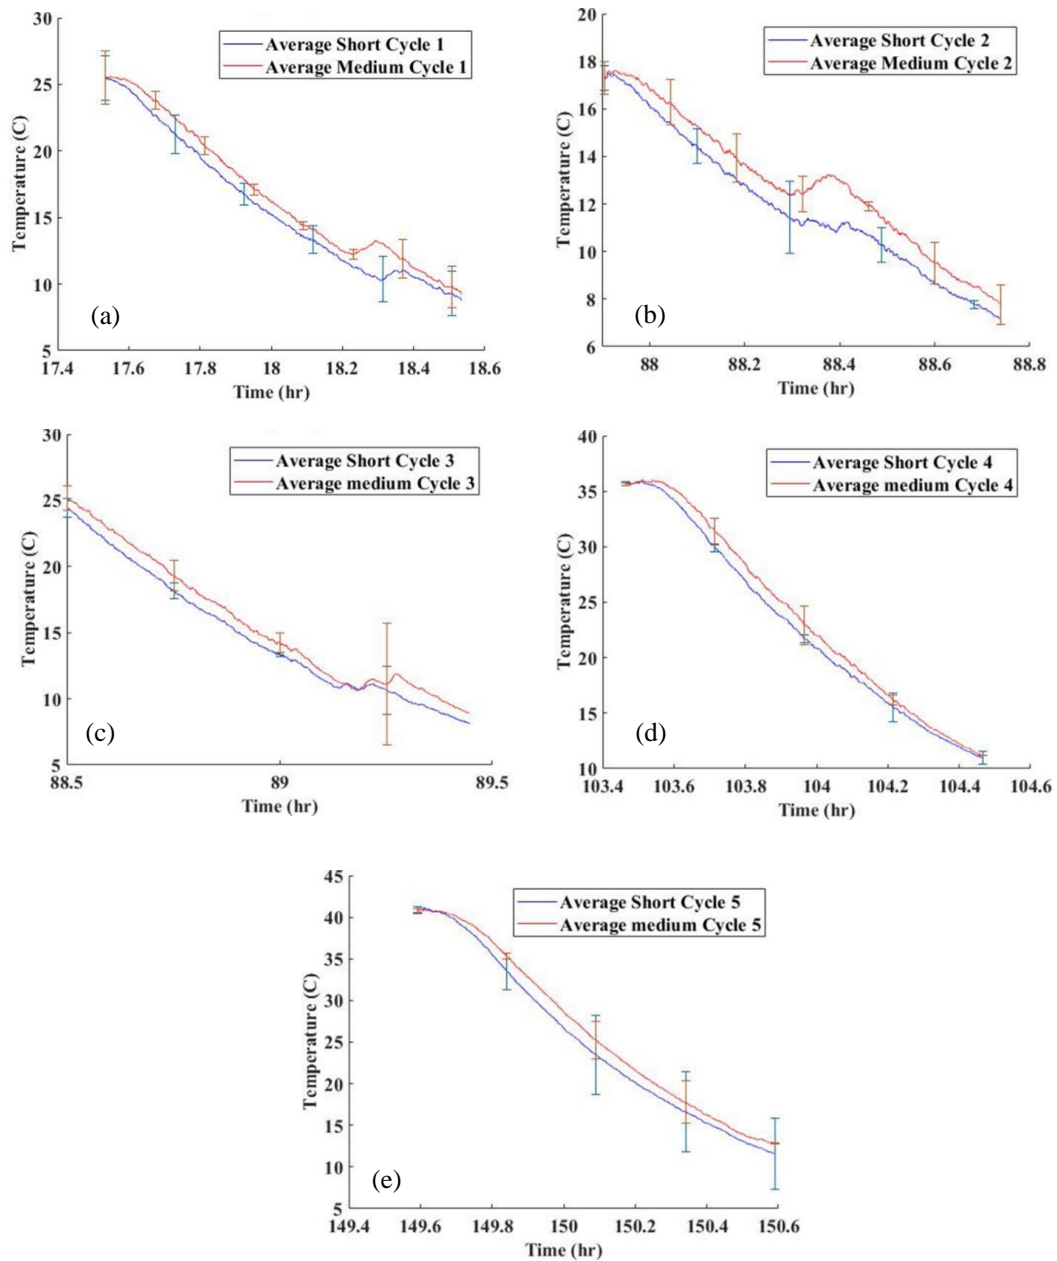 30
25
20
15
10
5
Temperature (C)
Average Short Cycle 1
Average Medium Cycle 1
(a)
17.4 17.6 17.8 18 18.2 18.4 18.6
Time (hr)
20
18
16
14
12
10
8
6
Temperature (C)
Average Short Cycle 2
Average Medium Cycle 2
(b)
88 88.2 88.4 88.6 88.8
Time (hr)
30
25
20
15
10
5
Temperature (C)
Average Short Cycle 3
Average medium Cycle 3
(c)
88.5 89 89.5
Time (hr)
40
35
30
25
20
15
10
Temperature (C)
Average Short Cycle 4
Average medium Cycle 4
(d)
103.4 103.6 103.8 104 104.2 104.4 104.6
Time (hr)
45
40
35
30
25
20
15
10
5
Temperature (C)
Average Short Cycle 5
Average medium Cycle 5
(e)
149.4 149.6 149.8 150 150.2 150.4 150.6
Time (hr)